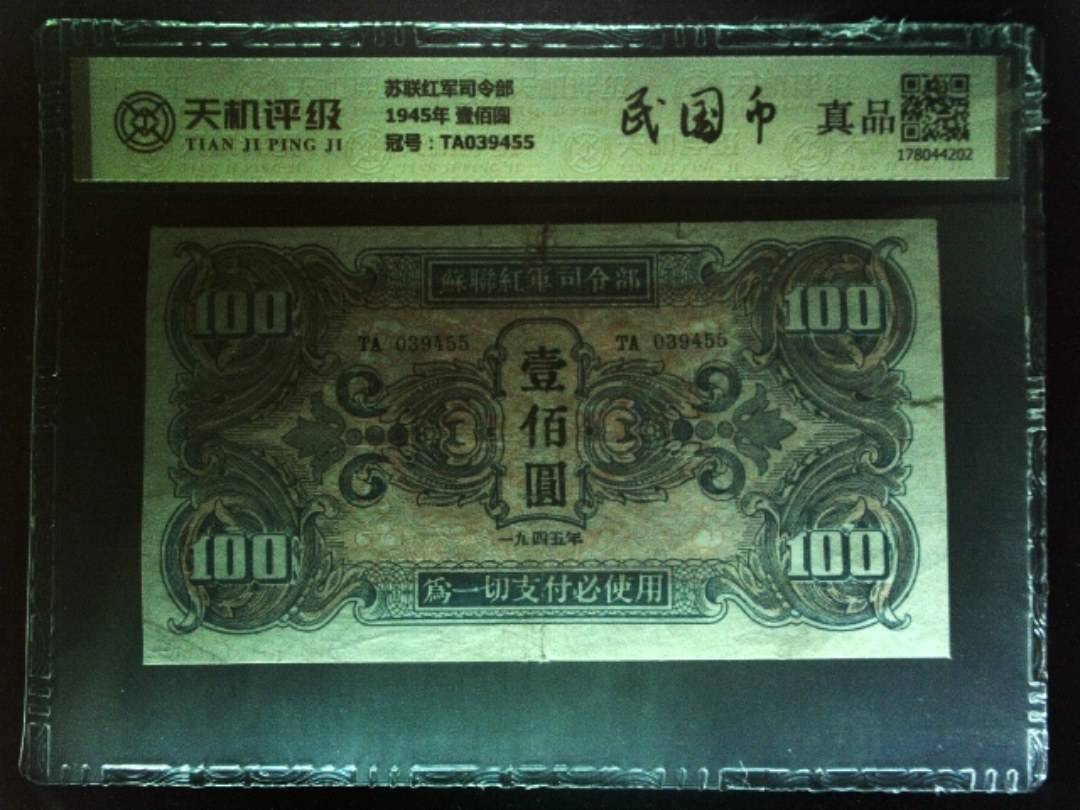 天机评级
TIAN JI PING JI
苏联红军司令部
1945年 壹佰圆
冠号：TA039455
民国币
真品
178044202
蘇聯紅軍司令部
100
100
TA 039455
TA 039455
壹
佰
圓
一九四五年
100
100
爲一切支付必使用